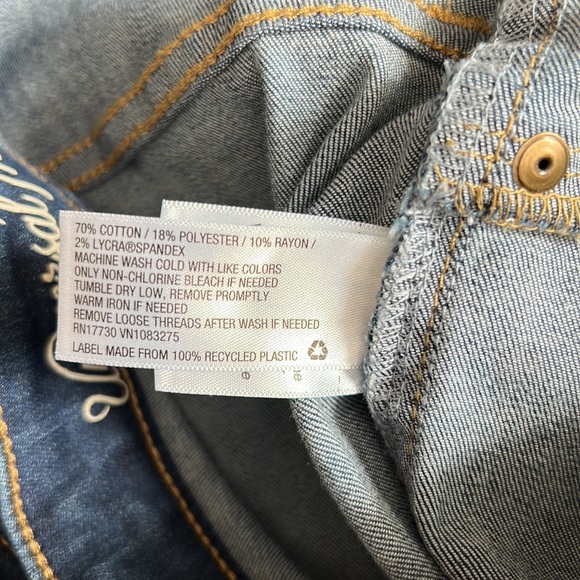 70% COTTON / 18% POLYESTER / 10% RAYON /
2% LYCRA®SPANDEX
MACHINE WASH COLD WITH LIKE COLORS
ONLY NON-CHLORINE BLEACH IF NEEDED
TUMBLE DRY LOW, REMOVE PROMPTLY
WARM IRON IF NEEDED
REMOVE LOOSE THREADS AFTER WASH IF NEEDED
RN17730 VN1083275
LABEL MADE FROM 100% RECYCLED PLASTIC